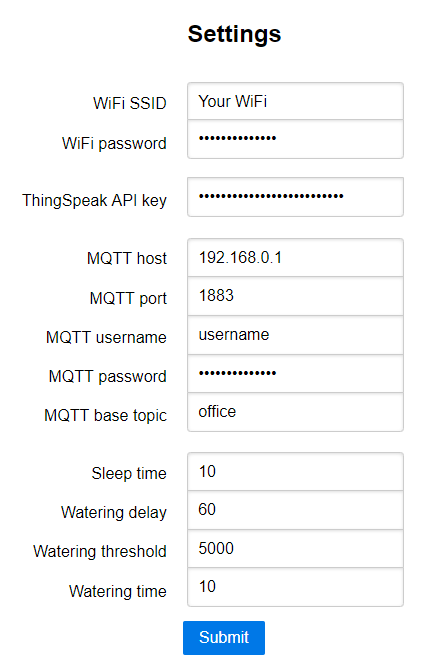 Settings
WiFi SSID Your WiFi
WiFi password ••••••••••••••
ThingSpeak API key ••••••••••••••••••••••••••
MQTT host 192.168.0.1
MQTT port 1883
MQTT username username
MQTT password ••••••••••••••
MQTT base topic office
Sleep time 10
Watering delay 60
Watering threshold 5000
Watering time 10
Submit